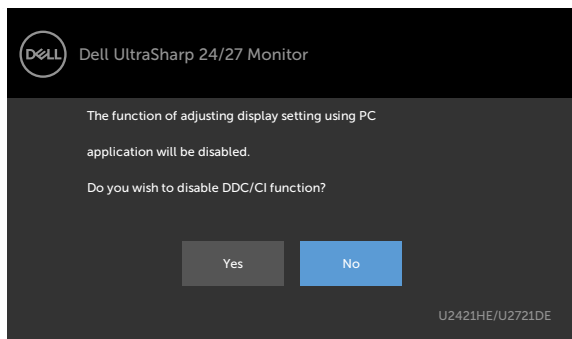 DELL
Dell UltraSharp 24/27 Monitor
The function of adjusting display setting using PC
application will be disabled.
Do you wish to disable DDC/CI function?
Yes
No
U2421HE/U2721DE